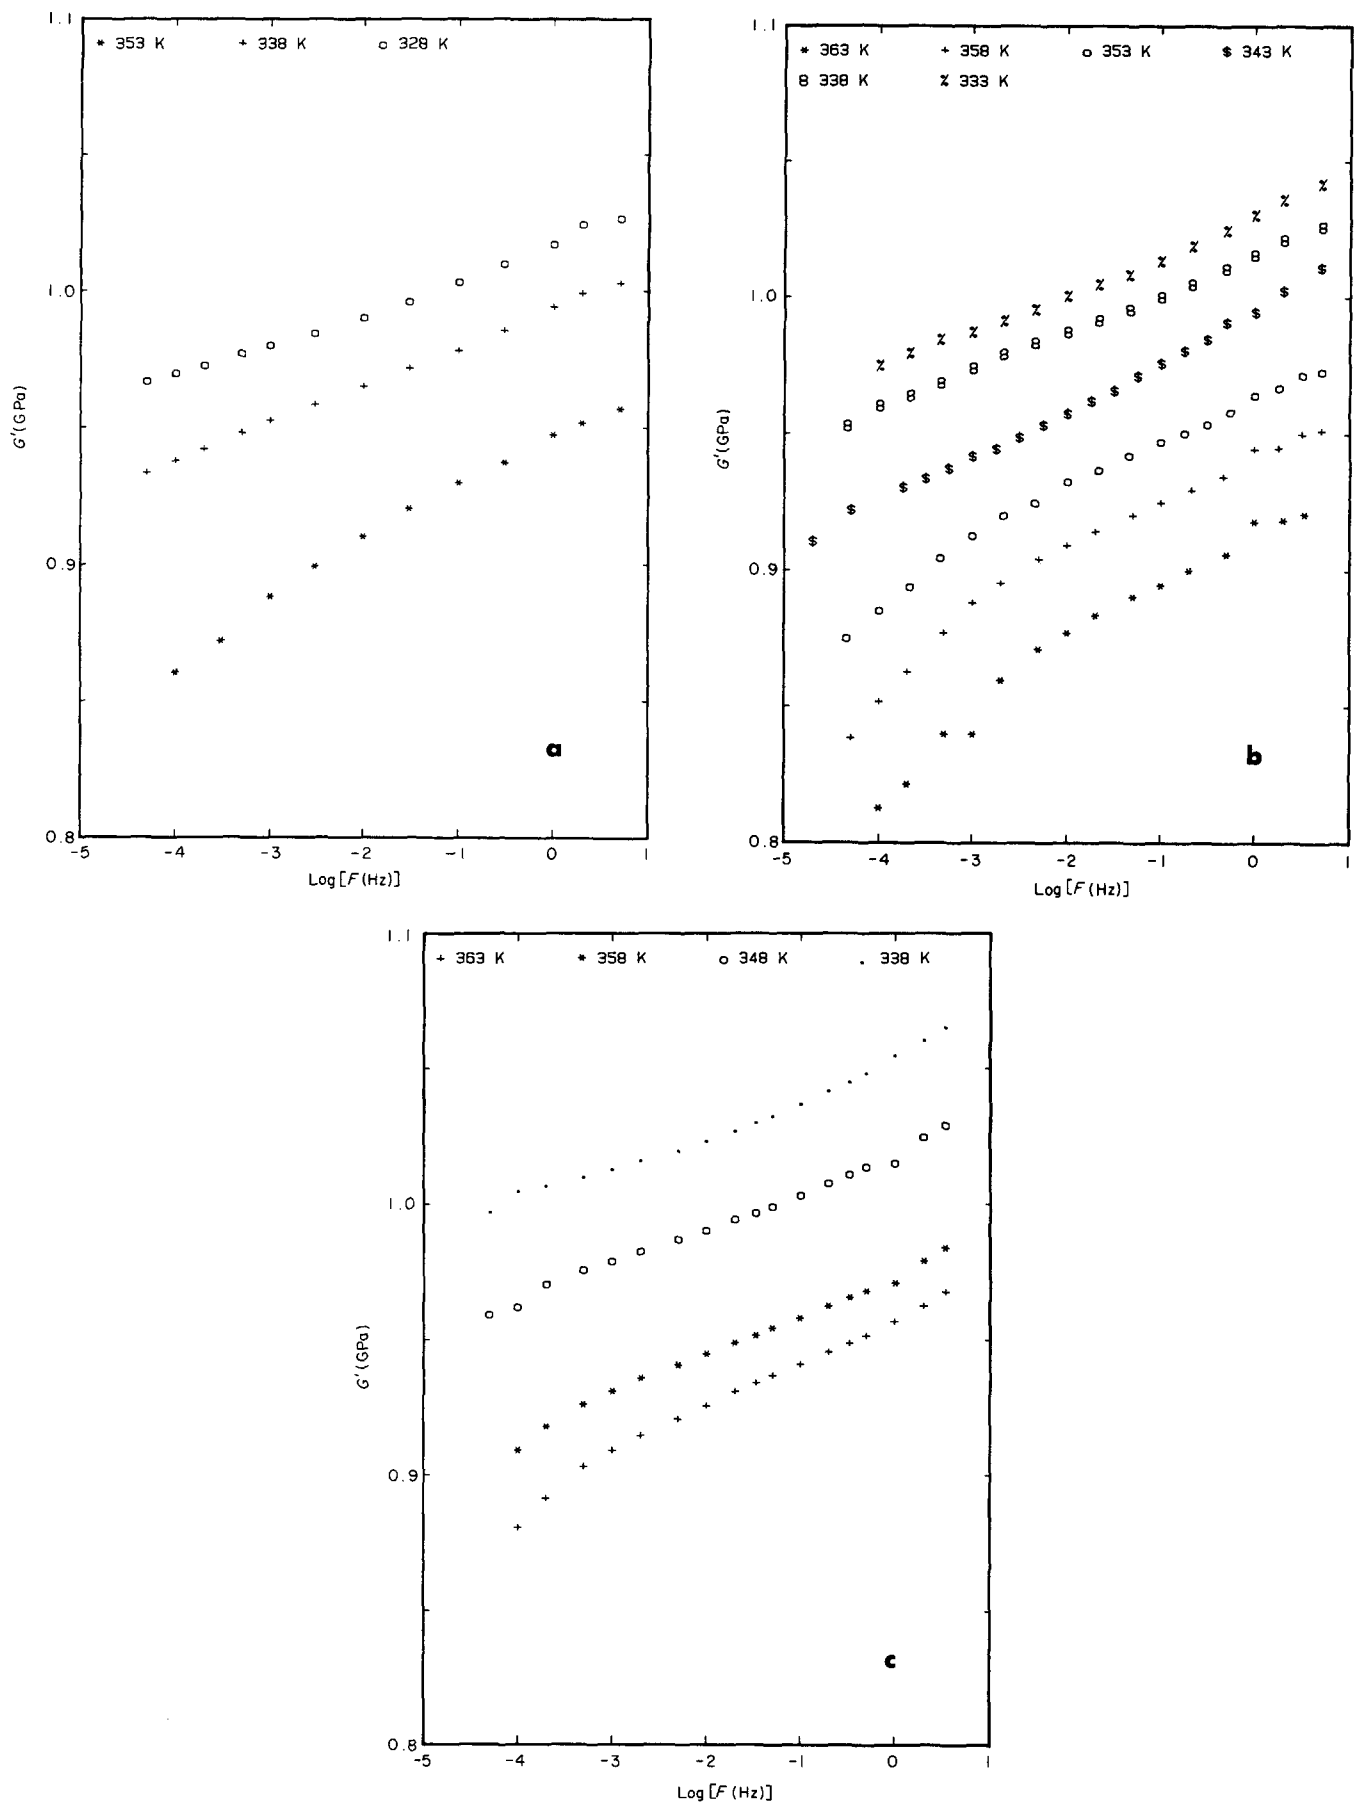 1.1
* 353 K + 338 K o 328 K
1.0
G'(GPa)
0.9
a
0.8
-5 -4 -3 -2 -1 0 1
Log[F(Hz)]
1.1
* 363 K + 358 K o 353 K $ 343 K
8 338 K % 333 K
1.0
G'(GPa)
0.9
b
0.8
-5 -4 -3 -2 -1 0 1
Log[F(Hz)]
1.1
+ 363 K * 358 K o 348 K . 338 K
1.0
G'(GPa)
0.9
c
0.8
-5 -4 -3 -2 -1 0 1
Log[F(Hz)]